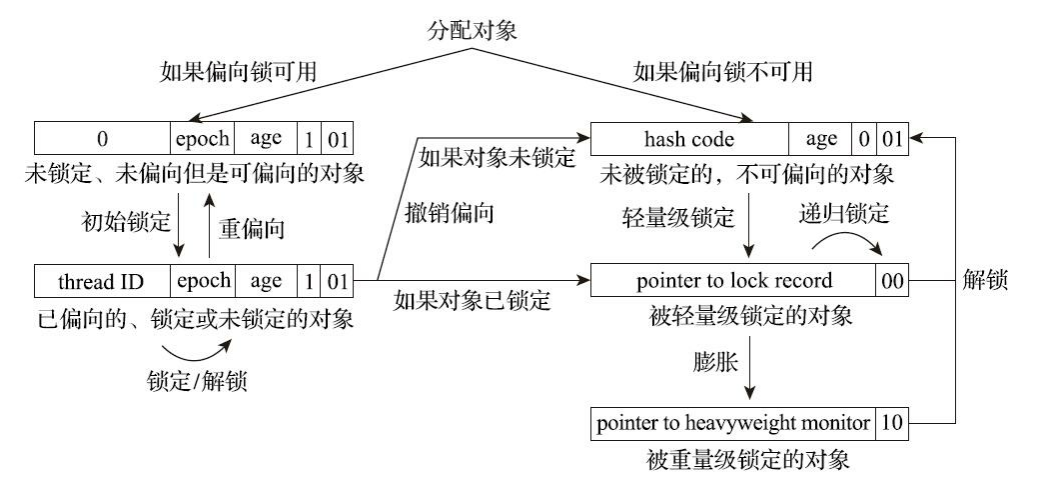 分配对象
如果偏向锁可用
如果偏向锁不可用
0 epoch age 1 01
未锁定、未偏向但是可偏向的对象
初始锁定
重偏向
thread ID epoch age 1 01
已偏向的、锁定或未锁定的对象
锁定/解锁
如果对象未锁定
撤销偏向
如果对象已锁定
hash code age 0 01
未被锁定的，不可偏向的对象
轻量级锁定
递归锁定
pointer to lock record 00
被轻量级锁定的对象
解锁
膨胀
pointer to heavyweight monitor 10
被重量级锁定的对象